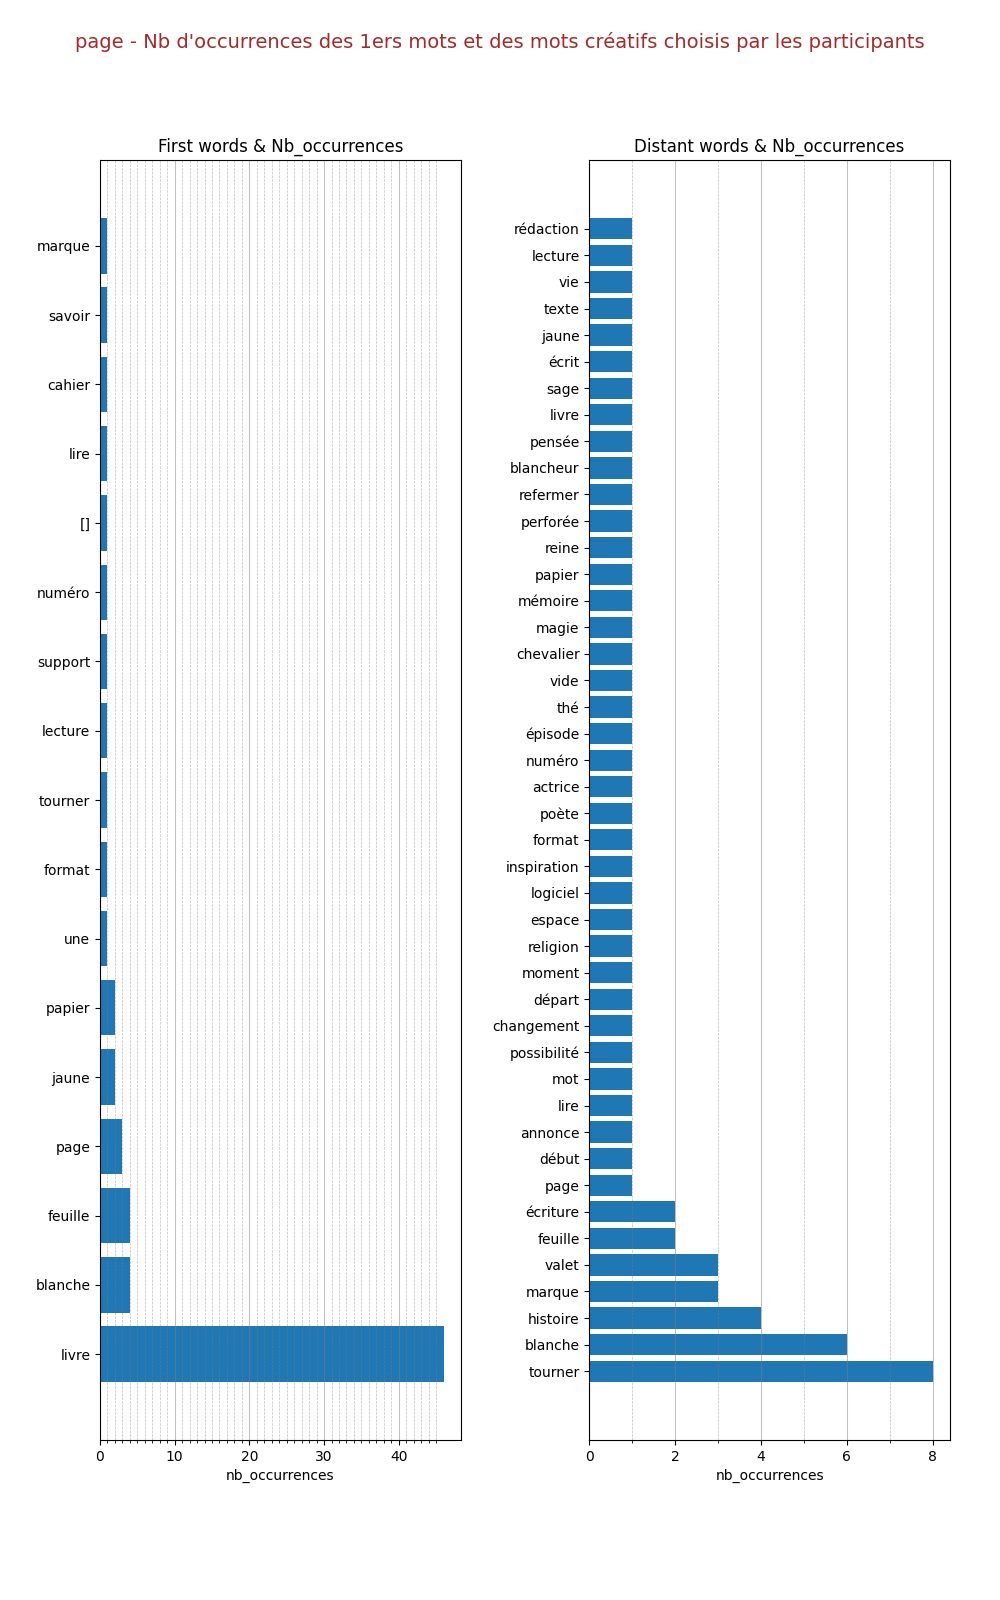 page - Nb d'occurrences des 1ers mots et des mots créatifs choisis par les participants
First words & Nb_occurrences
marque
savoir
cahier
lire
[]
numéro
support
lecture
tourner
format
une
papier
jaune
page
feuille
blanche
livre
0 10 20 30 40
nb_occurrences
Distant words & Nb_occurrences
rédaction
lecture
vie
texte
jaune
écrit
sage
livre
pensée
blancheur
refermer
perforée
reine
papier
mémoire
magie
chevalier
vide
thé
épisode
numéro
actrice
poète
format
inspiration
logiciel
espace
religion
moment
départ
changement
possibilité
mot
lire
annonce
début
page
écriture
feuille
valet
marque
histoire
blanche
tourner
0 2 4 6 8
nb_occurrences